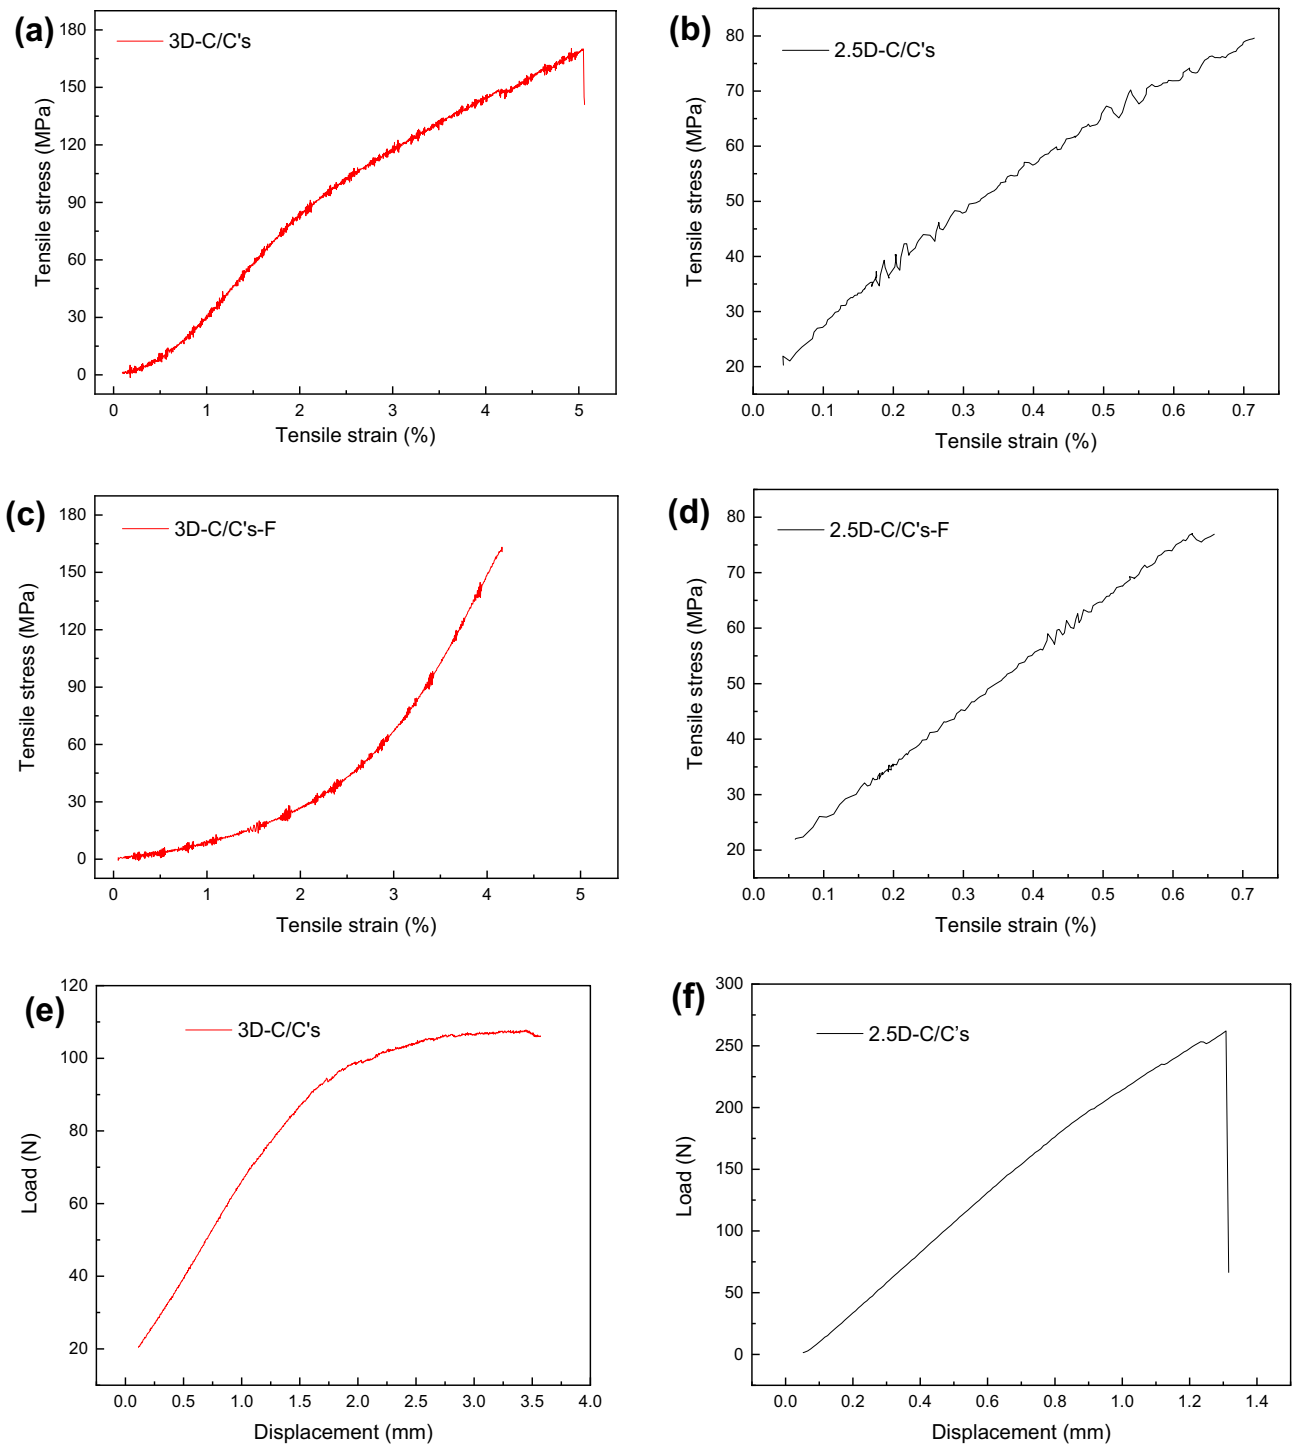 (a)
3D-C/C's
180
150
120
90
60
30
0
Tensile stress (MPa)
0 1 2 3 4 5
Tensile strain (%)
(b)
2.5D-C/C's
80
70
60
50
40
30
20
Tensile stress (MPa)
0.0 0.1 0.2 0.3 0.4 0.5 0.6 0.7
Tensile strain (%)
(c)
3D-C/C's-F
180
150
120
90
60
30
0
Tensile stress (MPa)
0 1 2 3 4 5
Tensile strain (%)
(d)
2.5D-C/C's-F
80
70
60
50
40
30
20
Tensile stress (MPa)
0.0 0.1 0.2 0.3 0.4 0.5 0.6 0.7
Tensile strain (%)
(e)
3D-C/C's
120
100
80
60
40
20
Load (N)
0.0 0.5 1.0 1.5 2.0 2.5 3.0 3.5 4.0
Displacement (mm)
(f)
2.5D-C/C’s
300
250
200
150
100
50
0
Load (N)
0.0 0.2 0.4 0.6 0.8 1.0 1.2 1.4
Displacement (mm)